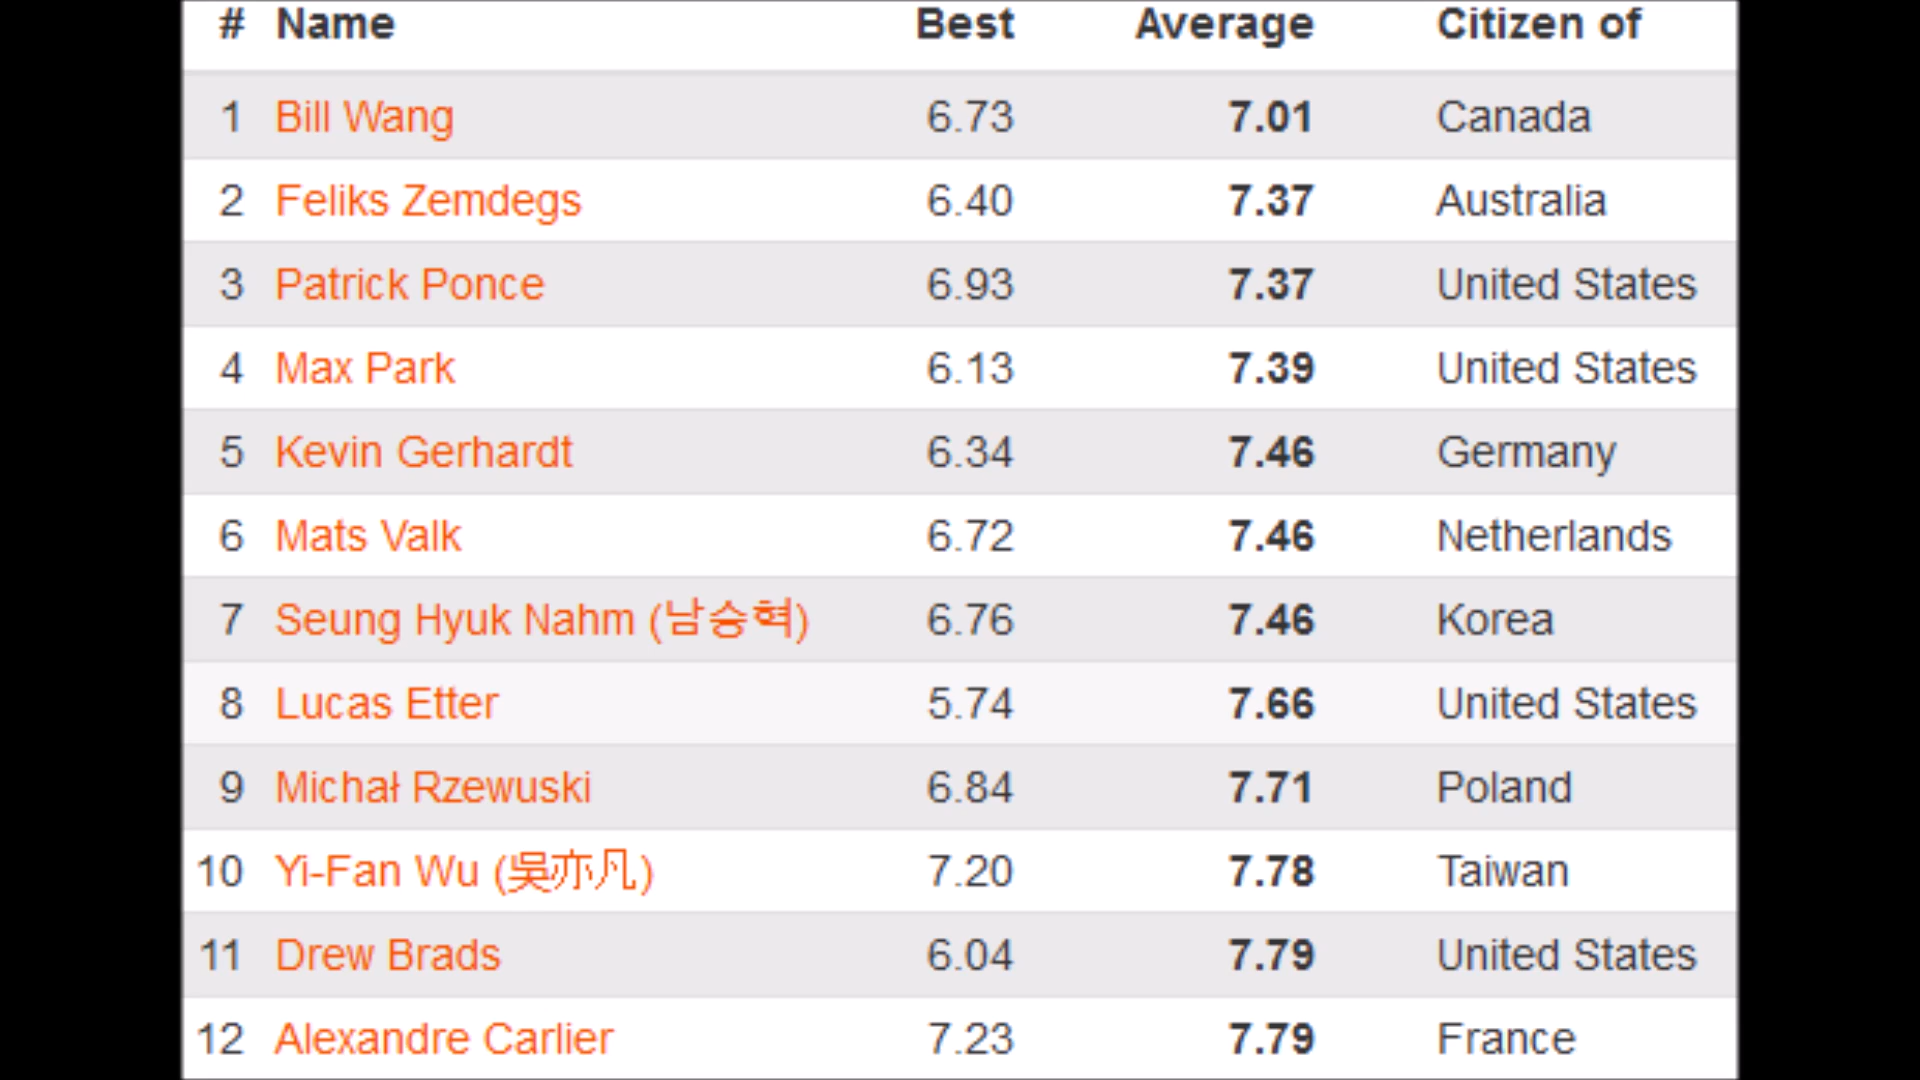 # Name Best Average Citizen of
1 Bill Wang 6.73 7.01 Canada
2 Feliks Zemdegs 6.40 7.37 Australia
3 Patrick Ponce 6.93 7.37 United States
4 Max Park 6.13 7.39 United States
5 Kevin Gerhardt 6.34 7.46 Germany
6 Mats Valk 6.72 7.46 Netherlands
7 Seung Hyuk Nahm (남승혁) 6.76 7.46 Korea
8 Lucas Etter 5.74 7.66 United States
9 Michał Rzewuski 6.84 7.71 Poland
10 Yi-Fan Wu (吳亦凡) 7.20 7.78 Taiwan
11 Drew Brads 6.04 7.79 United States
12 Alexandre Carlier 7.23 7.79 France